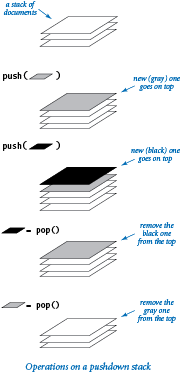 a stack of
documents
push( )
new (gray) one
goes on top
push( )
new (black) one
goes on top
= pop()
remove the
black one
from the top
= pop()
remove the
gray one
from the top
Operations on a pushdown stack